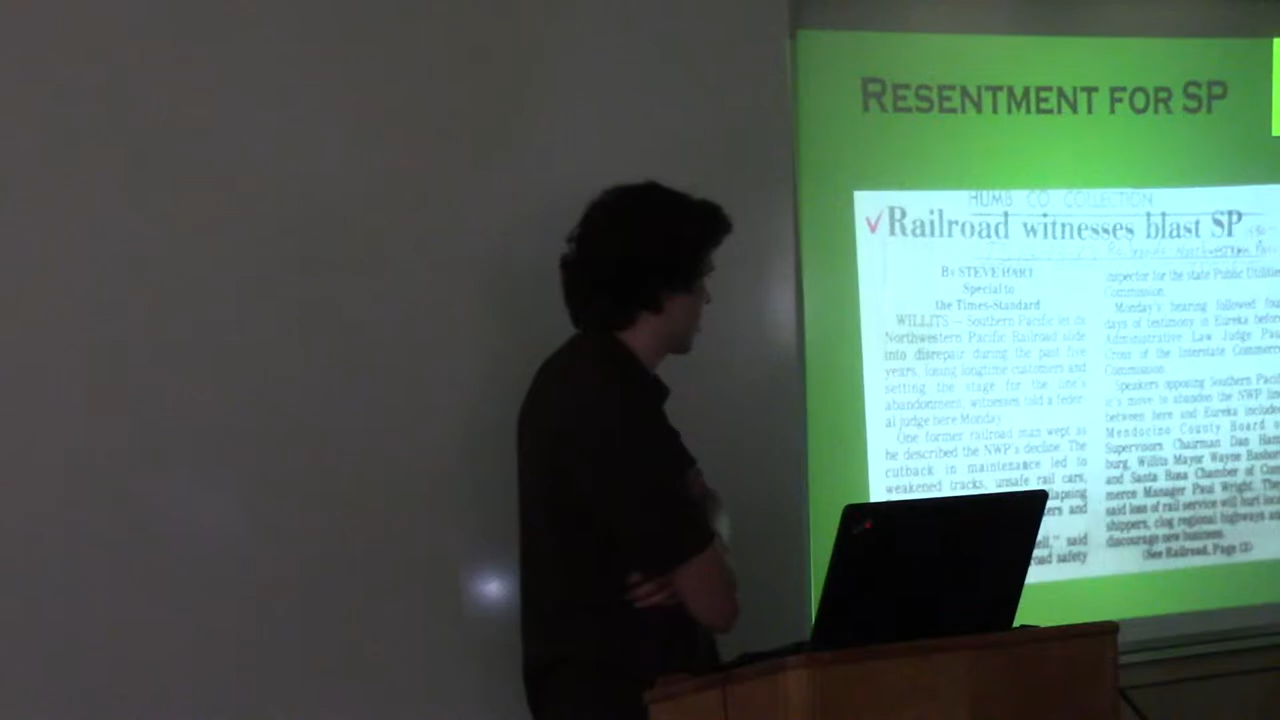 RESENTMENT FOR SP
HUMB CO COLLECTION
Railroad witnesses blast SP
By STEVE HART
Special to
the Times-Standard
WILLITS — Southern Pacific let its
Northwestern Pacific Railroad slide
into disrepair during the past five
years, losing longtime customers and
setting the stage for the line's
abandonment, witnesses told a feder-
al judge here Monday.
One former railroad man wept as
he described the NWP's decline. The
cutback in maintenance led to
weakened tracks, unsafe rail cars,
and
said
road safety
inspector for the state Public Utilities
Commission.
Monday's hearing followed four
days of testimony in Eureka before
Administrative Law Judge
Cross of the Interstate Commerce
Commission.
Speakers opposing Southern Pacif
ic's move to abandon the NWP line
between here and Eureka include
Mendocino County Board
Supervisors Chairman Dan Ham
burg, Willits Mayor Wayne
and Santa Rosa Chamber of Com
merce Manager Paul Wright. The
said loss of rail service will hurt
shippers, clog regional highways
discourage new business.
(See Railroad, Page 12)